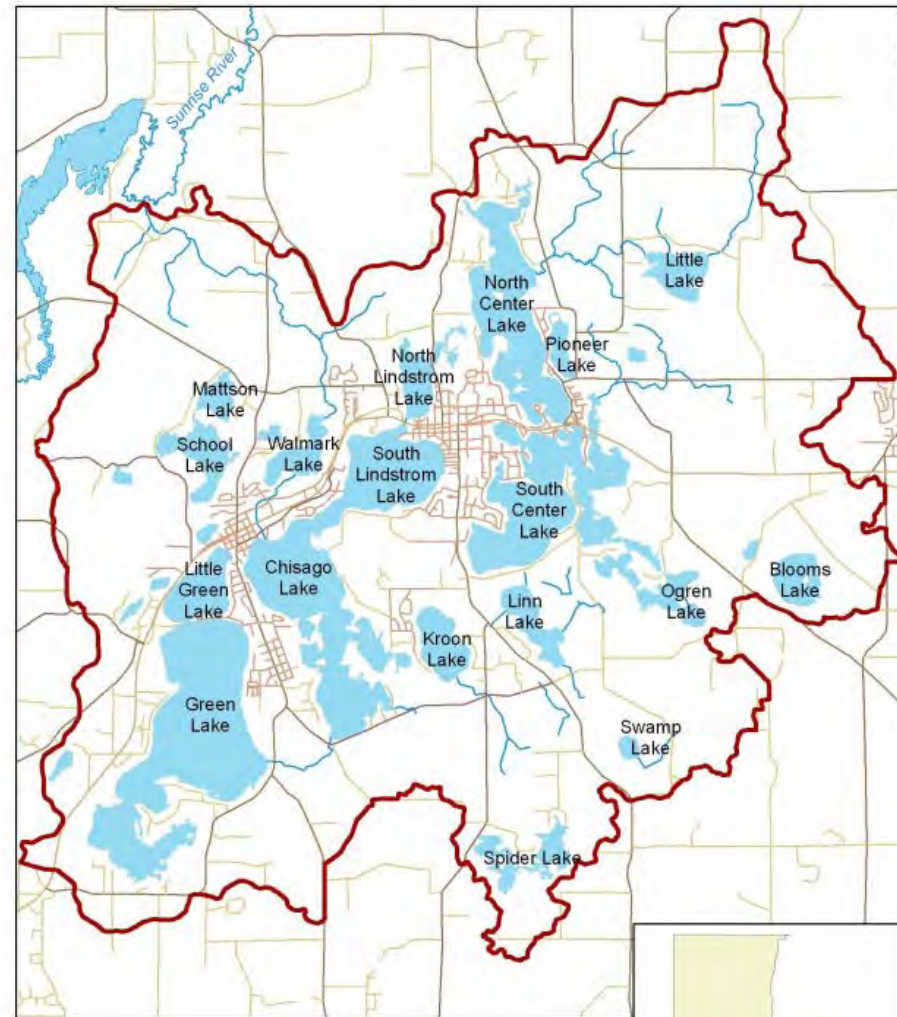 Sunrise River
Little
Lake
North
Center
Lake
Pioneer
Lake
North
Lindstrom
Lake
Mattson
Lake
School
Lake
Walmark
Lake
South
Lindstrom
Lake
South
Center
Lake
Little
Green
Lake
Chisago
Lake
Linn
Lake
Ogren
Lake
Blooms
Lake
Kroon
Lake
Green
Lake
Swamp
Lake
Spider Lake